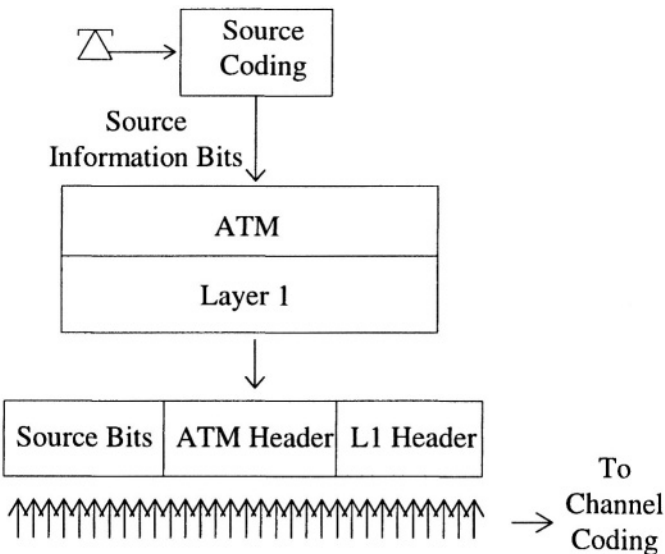 Source
Coding
Source
Information Bits
ATM
Layer 1
Source Bits
ATM Header
L1 Header
To
Channel
Coding